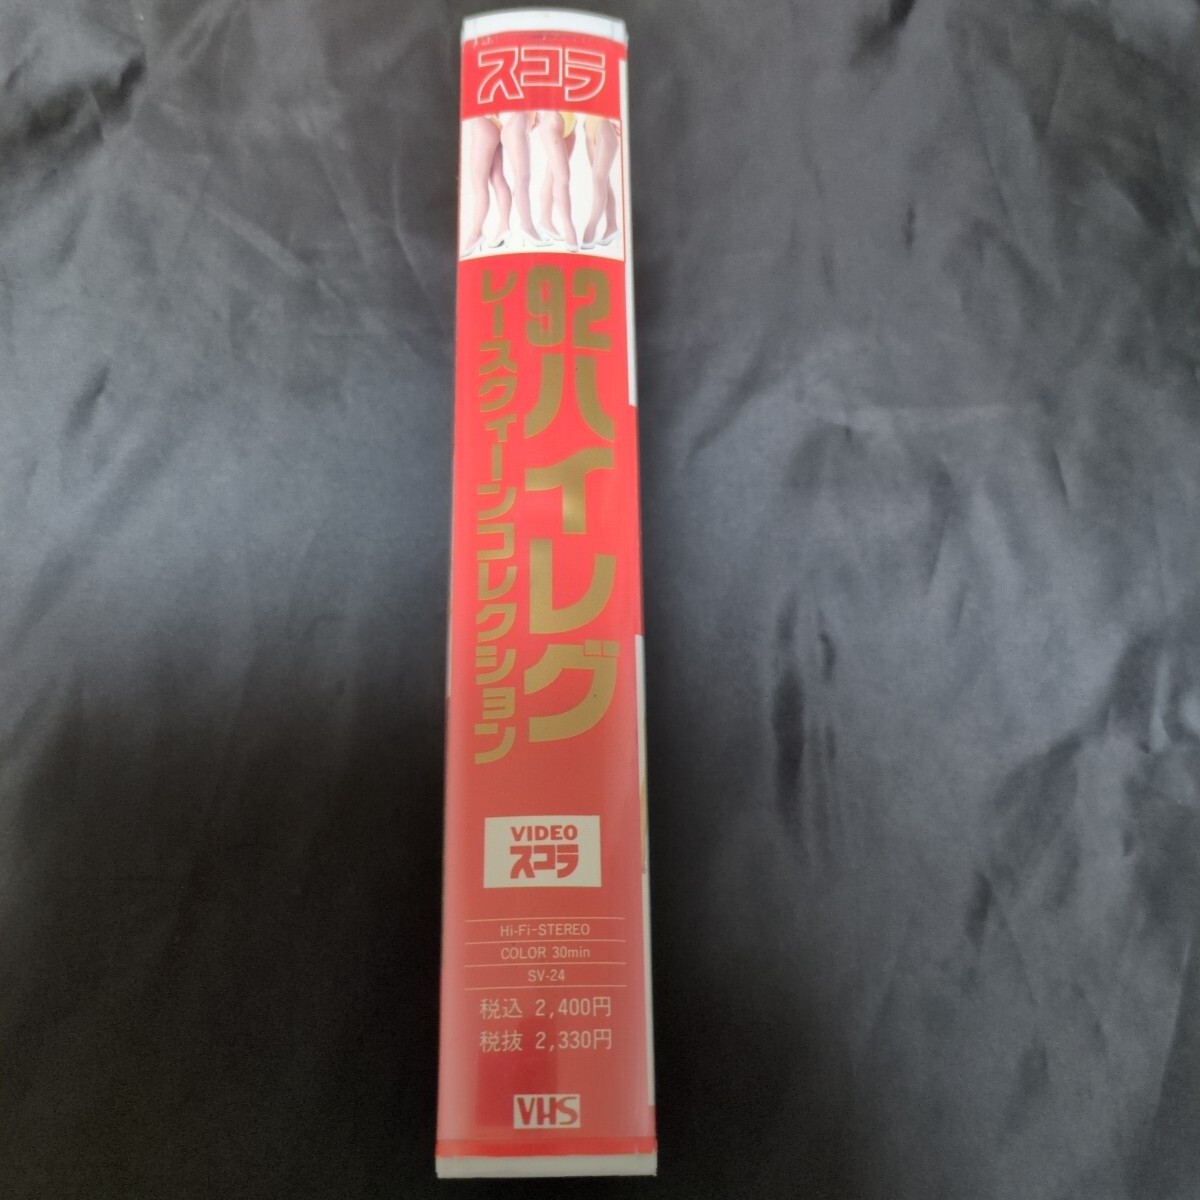 スコラ
92ハイレグ
レースクィーンコレクション
VIDEO
スコラ
Hi-Fi-STEREO
COLOR 30min
SV-24
税込 2,400円
税抜 2,330円
VHS